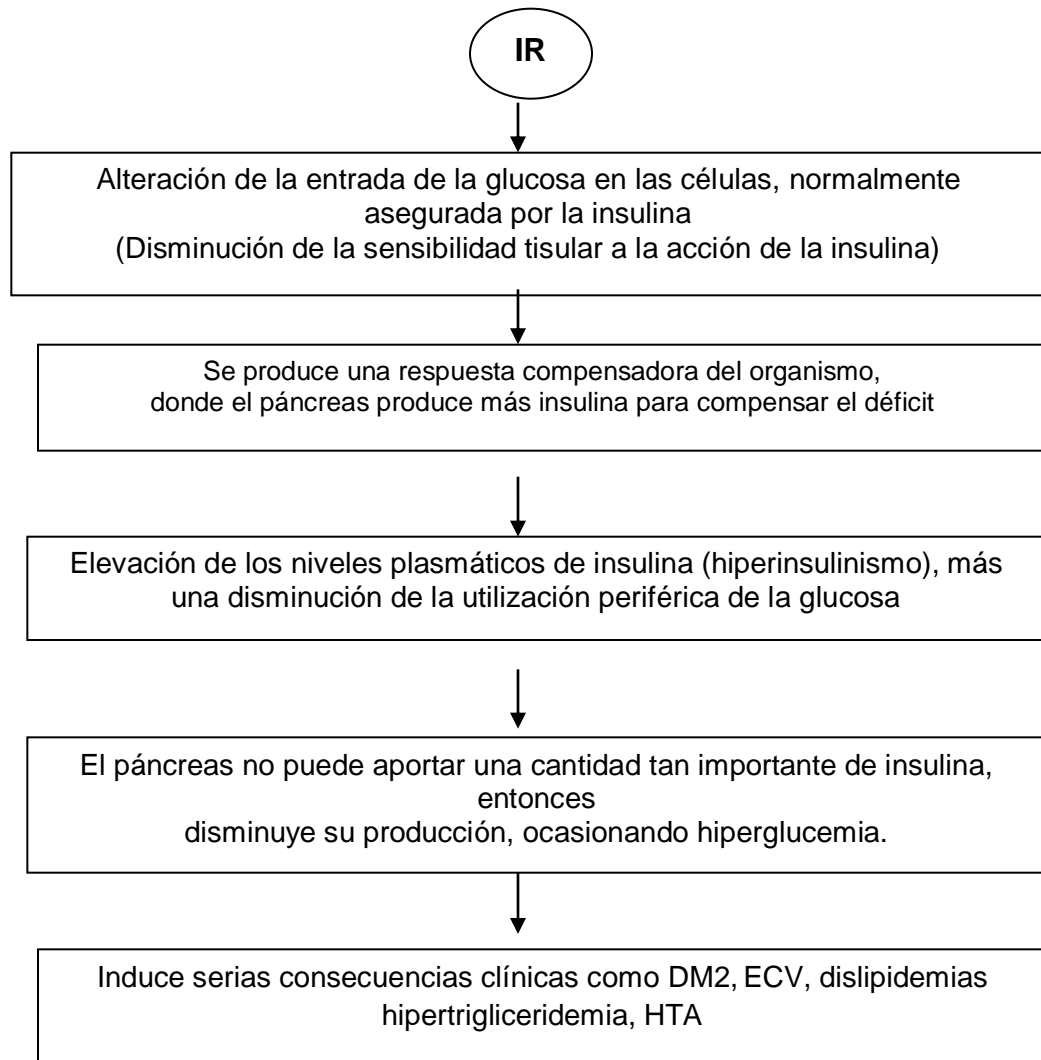 IR
Alteración de la entrada de la glucosa en las células, normalmente
asegurada por la insulina
(Disminución de la sensibilidad tisular a la acción de la insulina)
Se produce una respuesta compensadora del organismo,
donde el páncreas produce más insulina para compensar el déficit
Elevación de los niveles plasmáticos de insulina (hiperinsulinismo), más
una disminución de la utilización periférica de la glucosa
El páncreas no puede aportar una cantidad tan importante de insulina,
entonces
disminuye su producción, ocasionando hiperglucemia.
Induce serias consecuencias clínicas como DM2, ECV, dislipidemias
hipertrigliceridemia, HTA